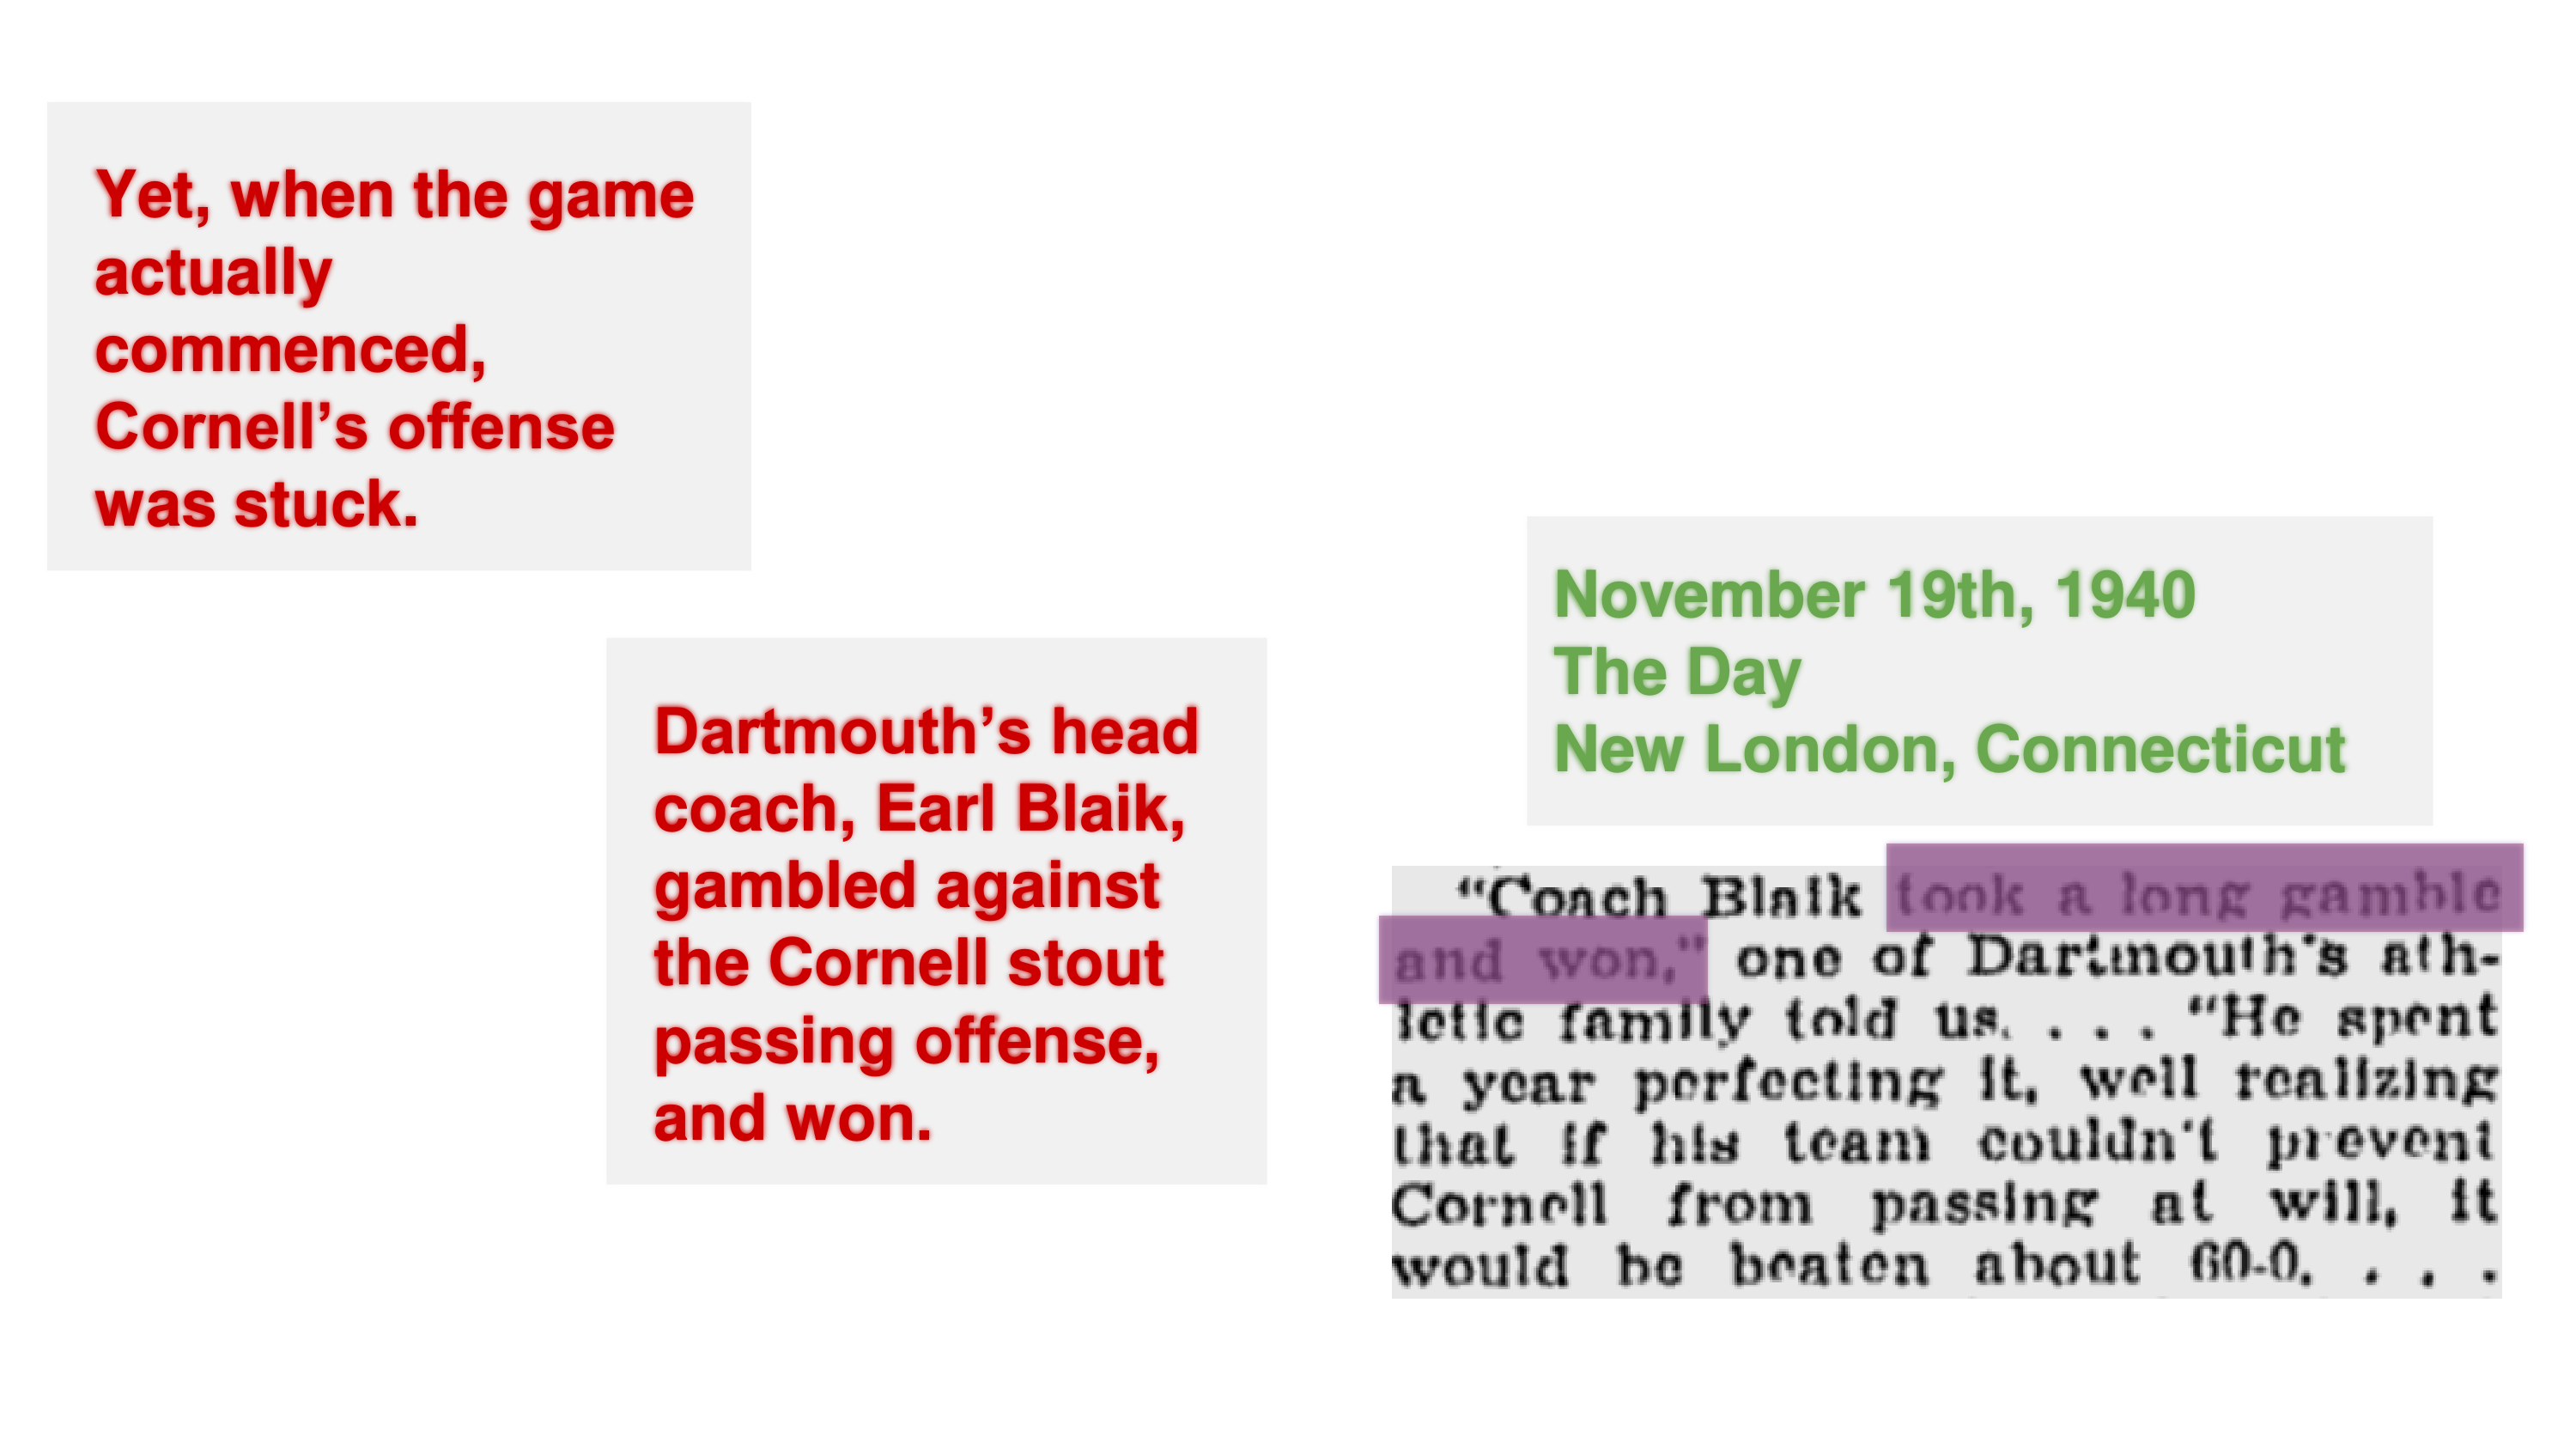 Yet, when the game
actually
commenced,
Cornell’s offense
was stuck.
Dartmouth’s head
coach, Earl Blaik,
gambled against
the Cornell stout
passing offense,
and won.
November 19th, 1940
The Day
New London, Connecticut
“Coach Blaik took a long gamble
and won,” one of Dartmouth's ath-
letic family told us. . . . “He spent
a year perfecting it, well realizing
that if his team couldn't prevent
Cornell from passing at will, it
would be beaten about 60-0. . . .